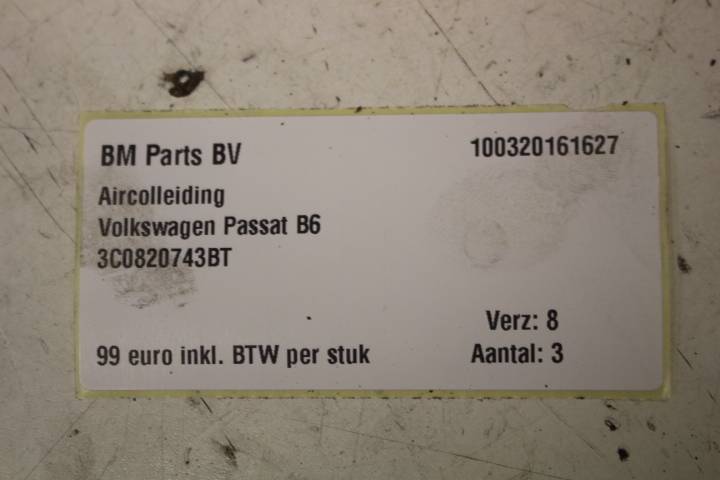 BM Parts BV 100320161627
Aircolleiding
Volkswagen Passat B6
3C0820743BT
Verz: 8
99 euro inkl. BTW per stuk Aantal: 3